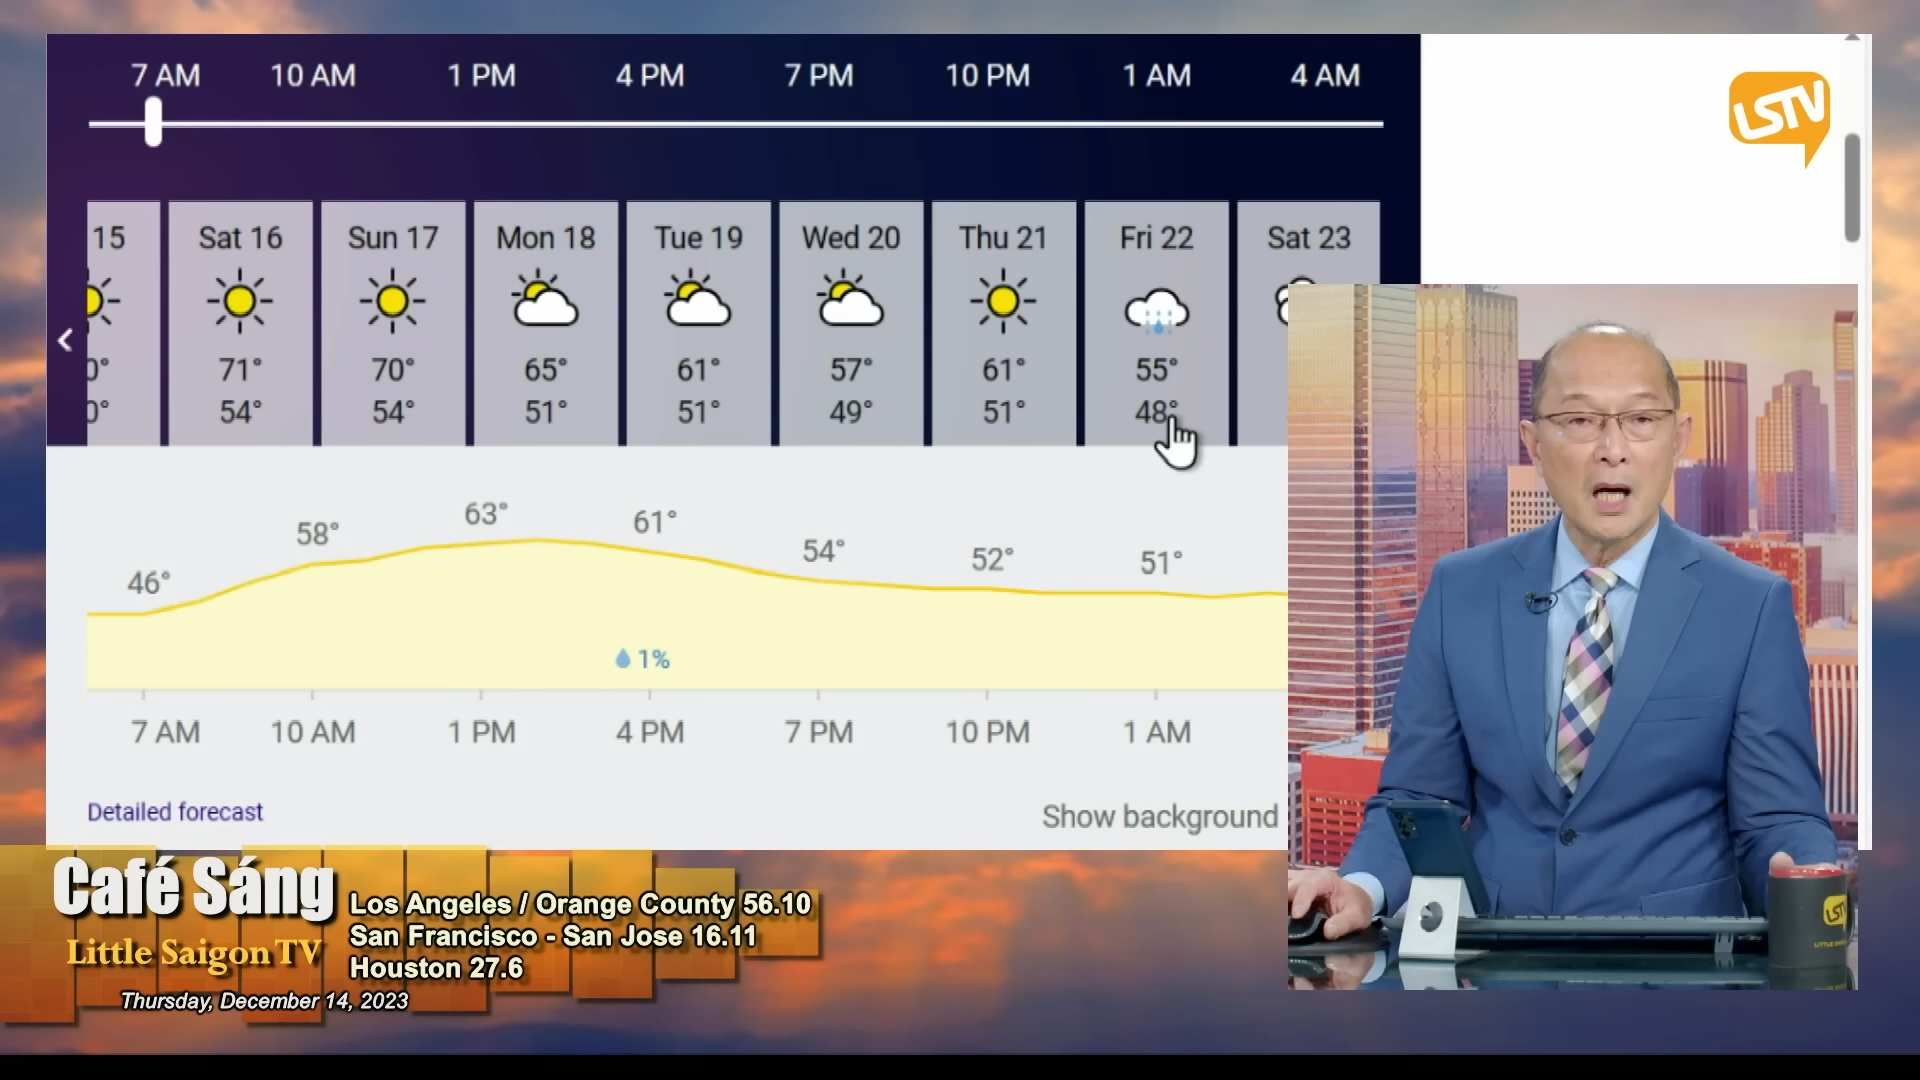 7 AM 10 AM 1 PM 4 PM 7 PM 10 PM 1 AM 4 AM
LSTV
15 Sat 16 Sun 17 Mon 18 Tue 19 Wed 20 Thu 21 Fri 22 Sat 23
0° 71° 70° 65° 61° 57° 61° 55°
0° 54° 54° 51° 51° 49° 51° 48°
46° 58° 63° 61° 54° 52° 51°
1%
7 AM 10 AM 1 PM 4 PM 7 PM 10 PM 1 AM
Detailed forecast Show background
Café Sáng
Little Saigon TV
Los Angeles / Orange County 56.10
San Francisco - San Jose 16.11
Houston 27.6
Thursday, December 14, 2023